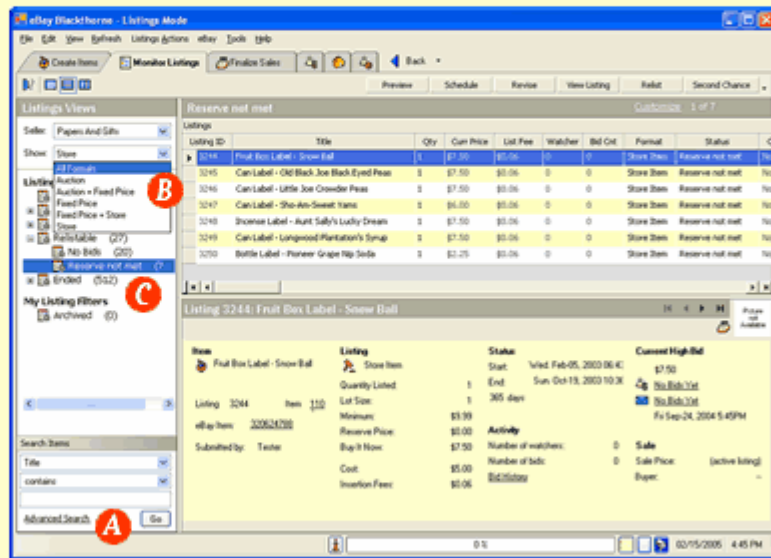 eBay Blackthorne - Listings Mode
File Edit View Refresh Listings Actions eBay Tools Help
Create Items Monitor Listings Finalize Sales Back
Preview Schedule Revise View Listing Relist Second Chance
Listings Views
Reserve not met Customize 1 of 7
Seller: Papers And Gifts
Show: Store
All Formats
Auction
Auction + Fixed Price
Fixed Price
Fixed Price + Store
Store
B
Relistable (27)
No Bids (20)
Reserve not met (7
Ended (512)
C
My Listing Filters
Archived (0)
Listings
Listing ID Title Qty Curr Price List Fee Watcher Bid Cnt Format Status
3244 Fruit Box Label - Snow Ball 1 $7.50 $0.06 0 0 Store Item Reserve not met
3245 Can Label - Old Black Joe Black Eyed Peas 1 $7.50 $0.06 0 0 Store Item Reserve not met
3246 Can Label - Little Joe Crowder Peas 1 $7.50 $0.06 0 0 Store Item Reserve not met
3247 Can Label - Sho-Am-Sweet Yams 1 $6.00 $0.06 0 0 Store Item Reserve not met
3248 Incense Label - Aunt Sally's Lucky Dream 1 $7.50 $0.06 0 0 Store Item Reserve not met
3249 Can Label - Longwood Plantation's Syrup 1 $7.50 $0.06 0 0 Store Item Reserve not met
3250 Bottle Label - Pioneer Grape Nip Soda 1 $2.25 $0.06 0 0 Store Item Reserve not met
Listing 3244: Fruit Box Label - Snow Ball
Picture not Available
Item
Fruit Box Label - Snow Ball
Listing 3244 Item 110
eBay Item: 320624788
Submitted by: Tester
Listing
Store Item
Quantity Listed: 1
Lot Size: 1
Minimum: $9.99
Reserve Price: $0.00
Buy It Now: $7.50
Cost: $5.00
Insertion Fees: $0.06
Status
Start: Wed. Feb-05, 2003 06:4
End: Sun. Oct-19, 2003 10:3
365 days
Activity
Number of watchers: 0
Number of bids: 0
Bid History
Current High Bid
$7.50
No Bids Yet
No Bids Yet
Fri Sep-24, 2004 5:45PM
Sale
Sale Price: (active listing)
Buyer: --
Search Items
Title
contains
Advanced Search A Go
0 % 02/15/2005 4:45 PM